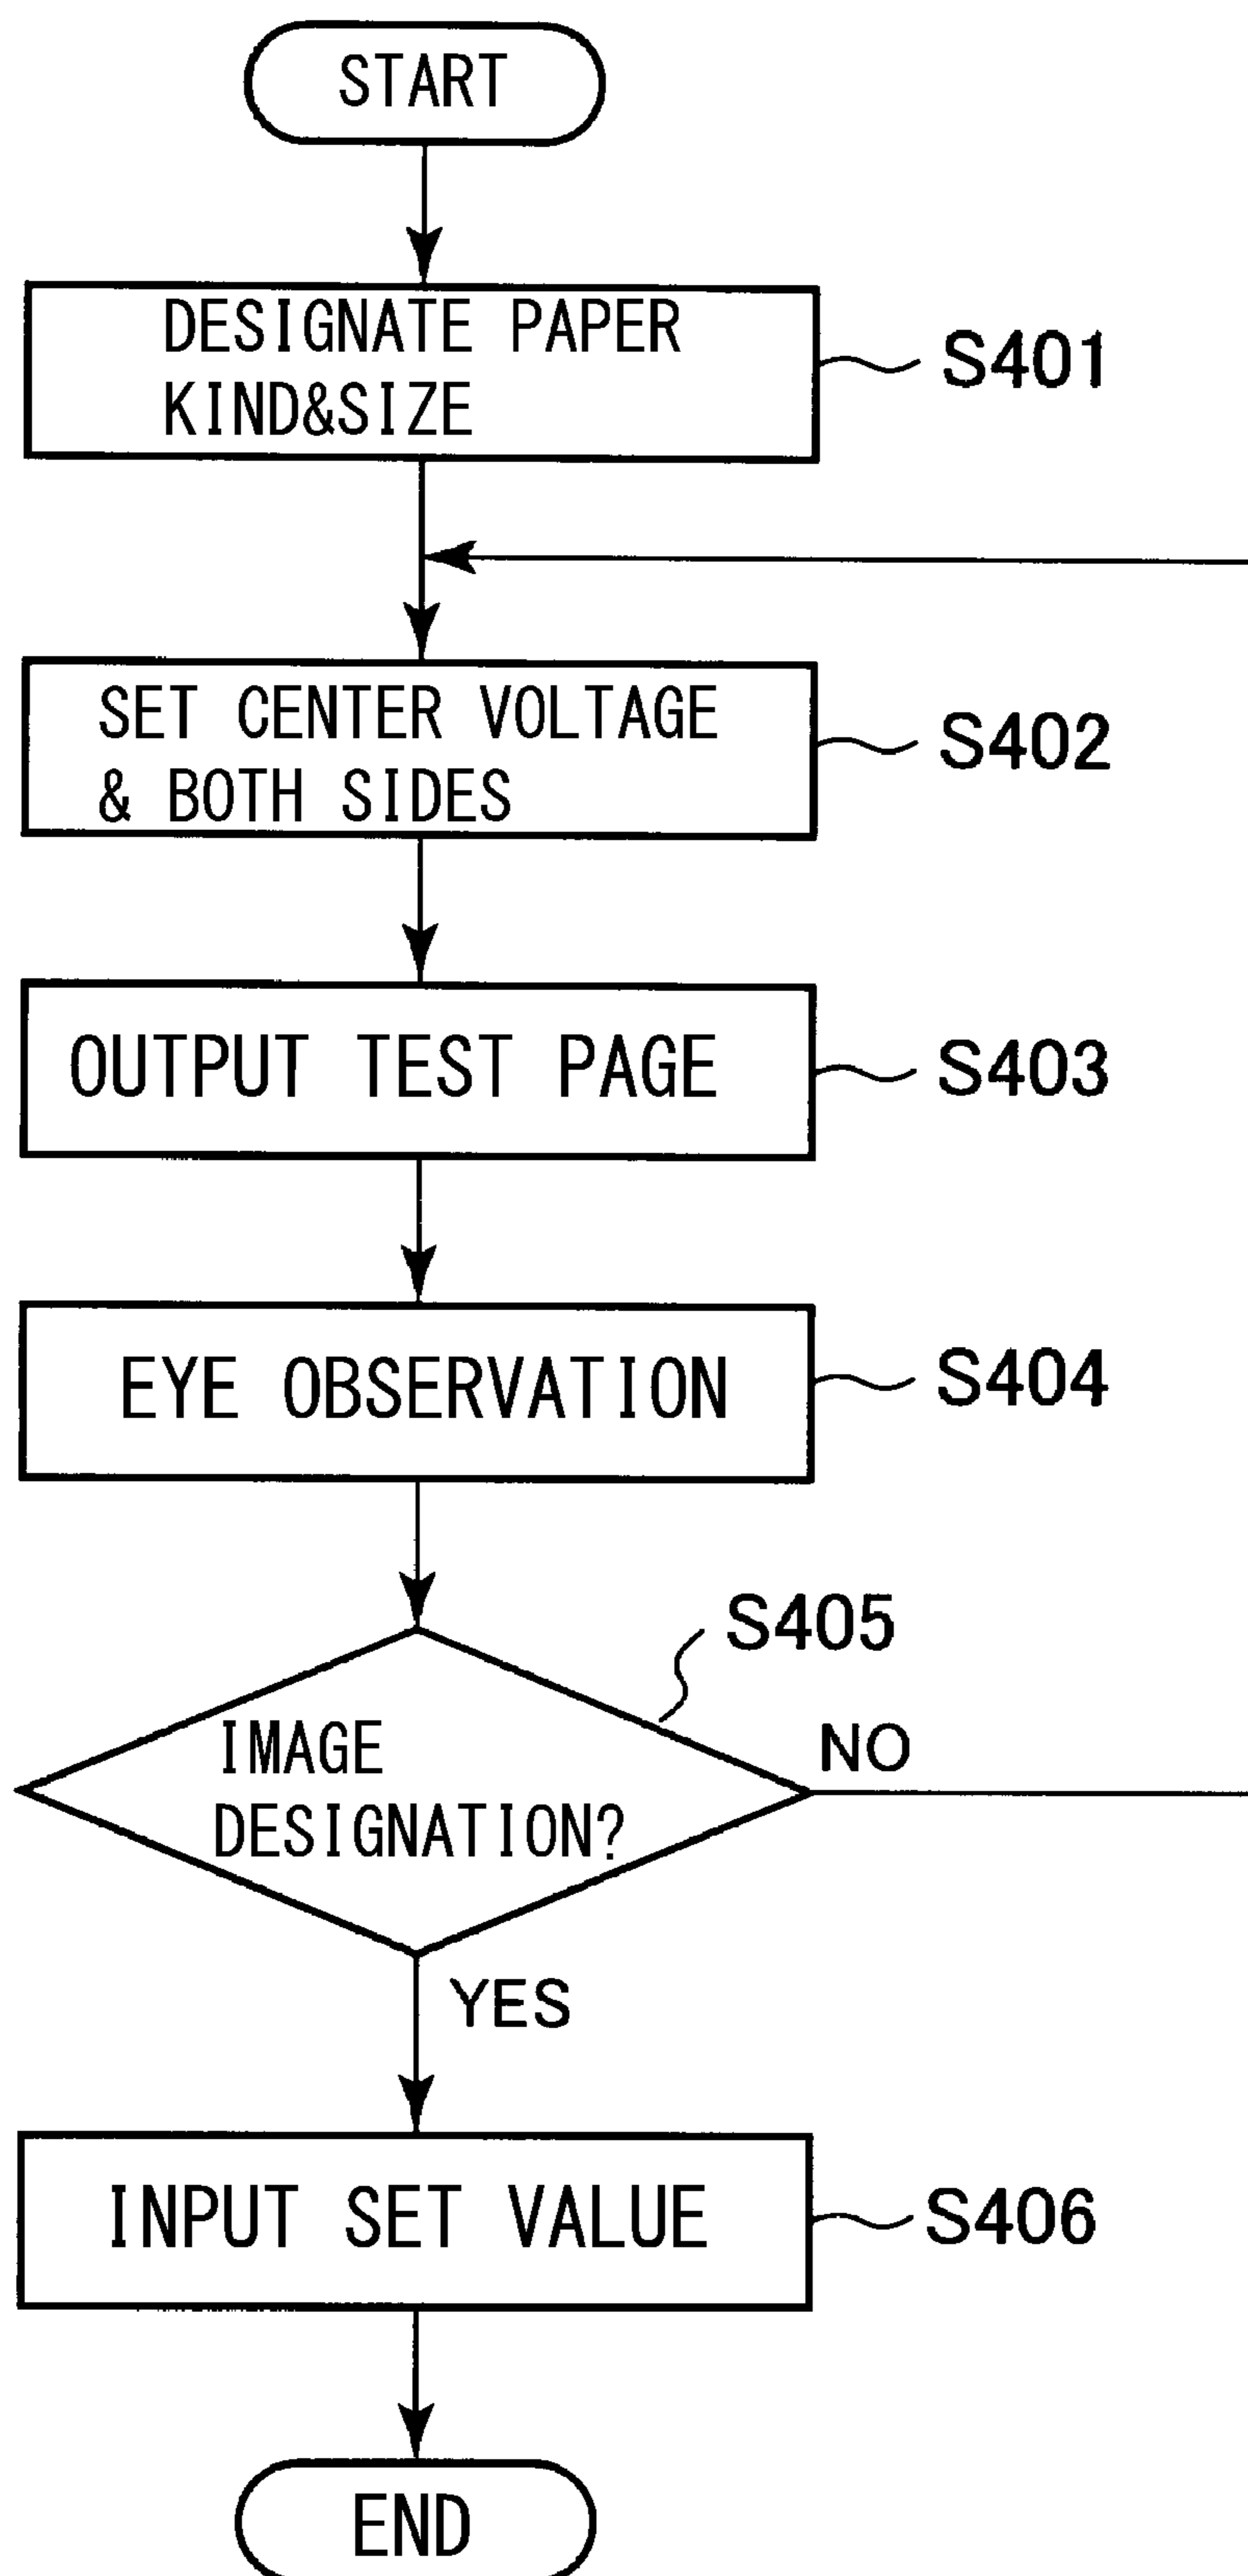 START
DESIGNATE PAPER
KIND&SIZE
S401
SET CENTER VOLTAGE
& BOTH SIDES
S402
OUTPUT TEST PAGE
S403
EYE OBSERVATION
S404
S405
IMAGE
DESIGNATION?
NO
YES
INPUT SET VALUE
S406
END